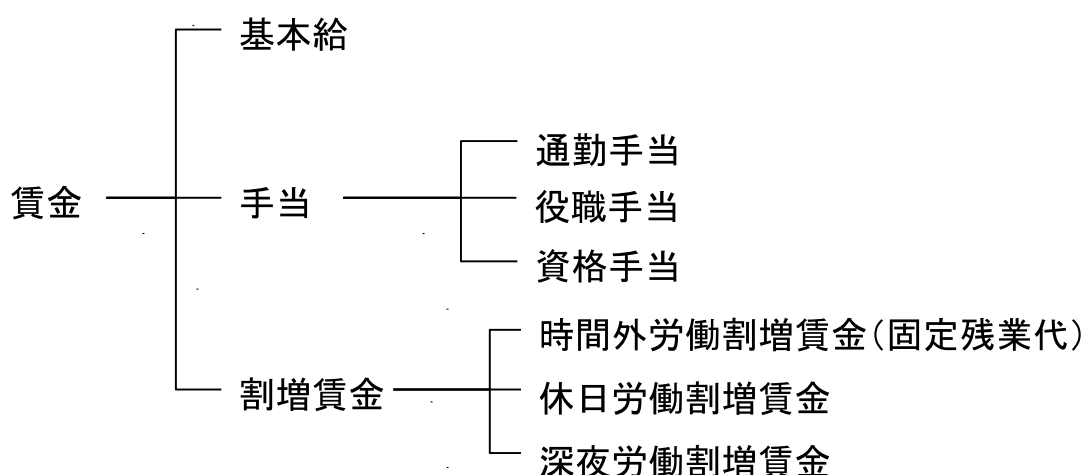 基本給
通勤手当
賃金
手当
役職手当
資格手当
時間外労働割増賃金(固定残業代)
割増賃金
休日労働割増賃金
深夜労働割増賃金